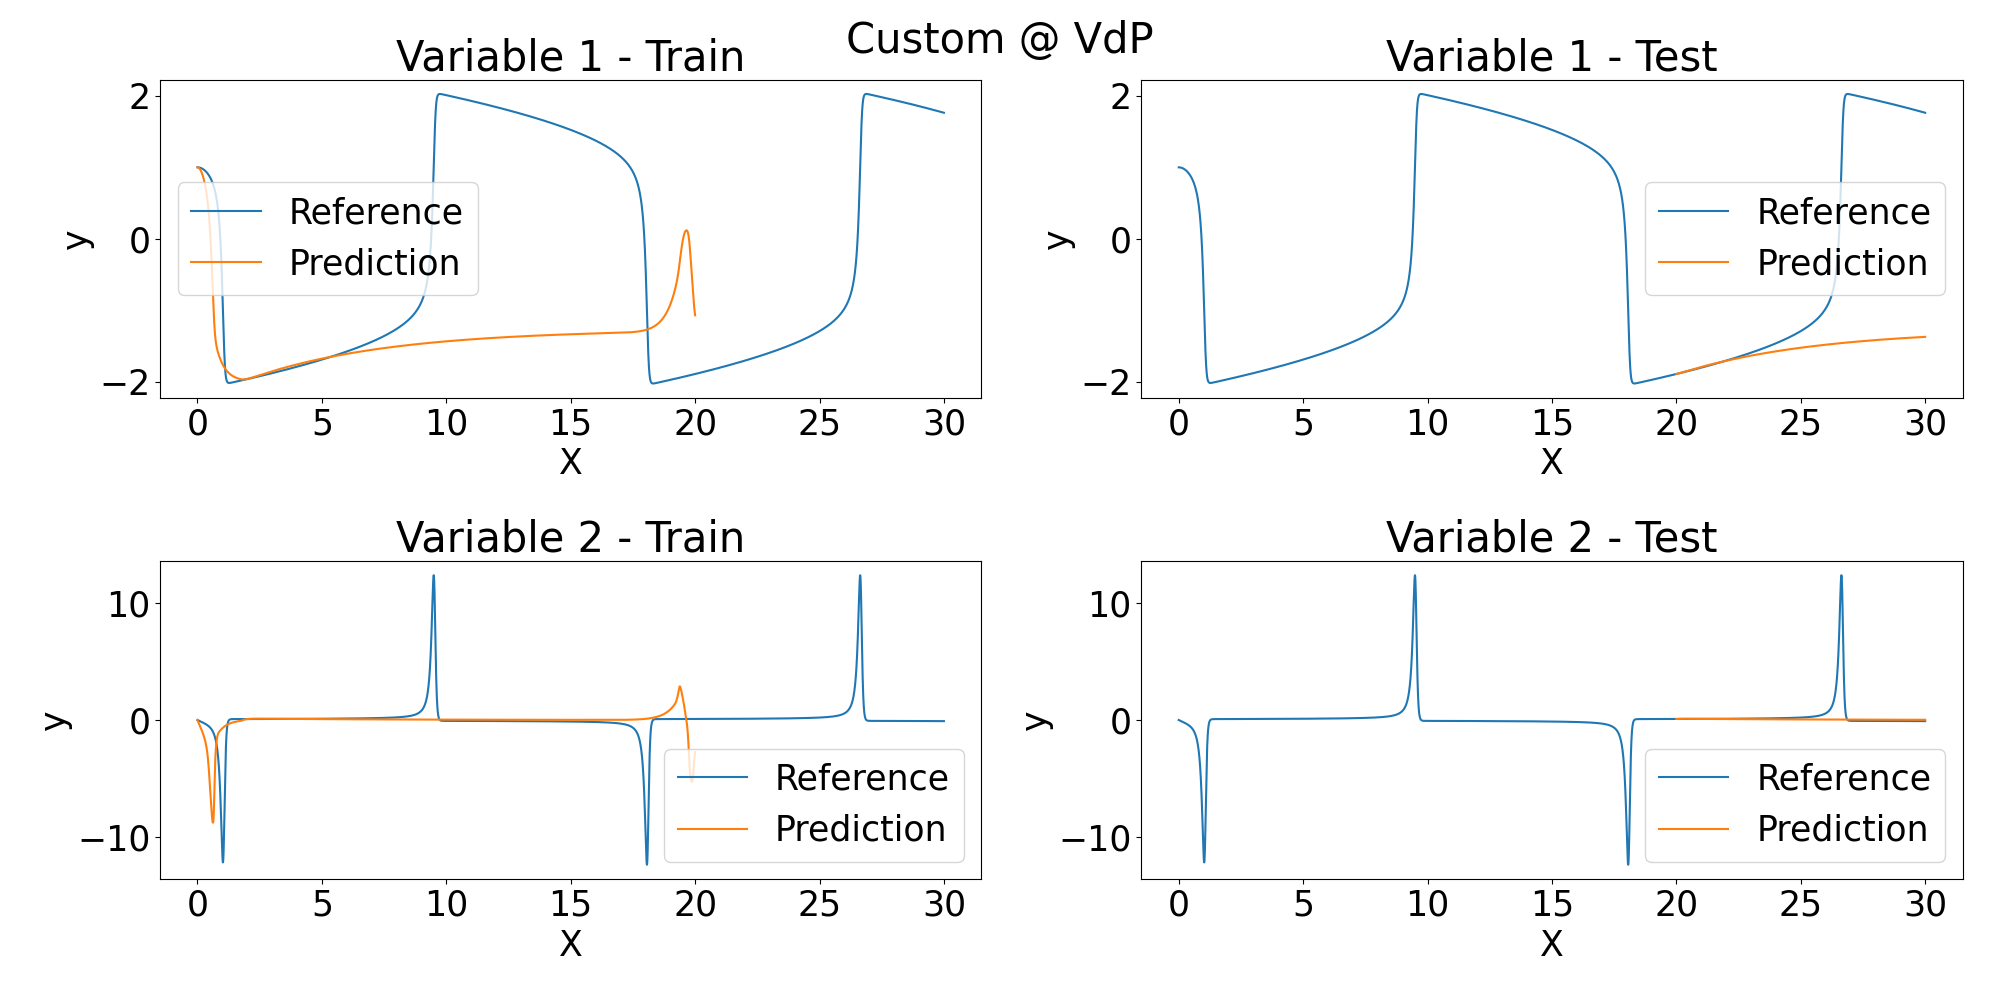 Custom @ VdP
Variable 1 - Train
2
0
−2
y
Reference
Prediction
0 5 10 15 20 25 30
X
Variable 1 - Test
2
0
−2
y
Reference
Prediction
0 5 10 15 20 25 30
X
Variable 2 - Train
10
0
−10
y
Reference
Prediction
0 5 10 15 20 25 30
X
Variable 2 - Test
10
0
−10
y
Reference
Prediction
0 5 10 15 20 25 30
X